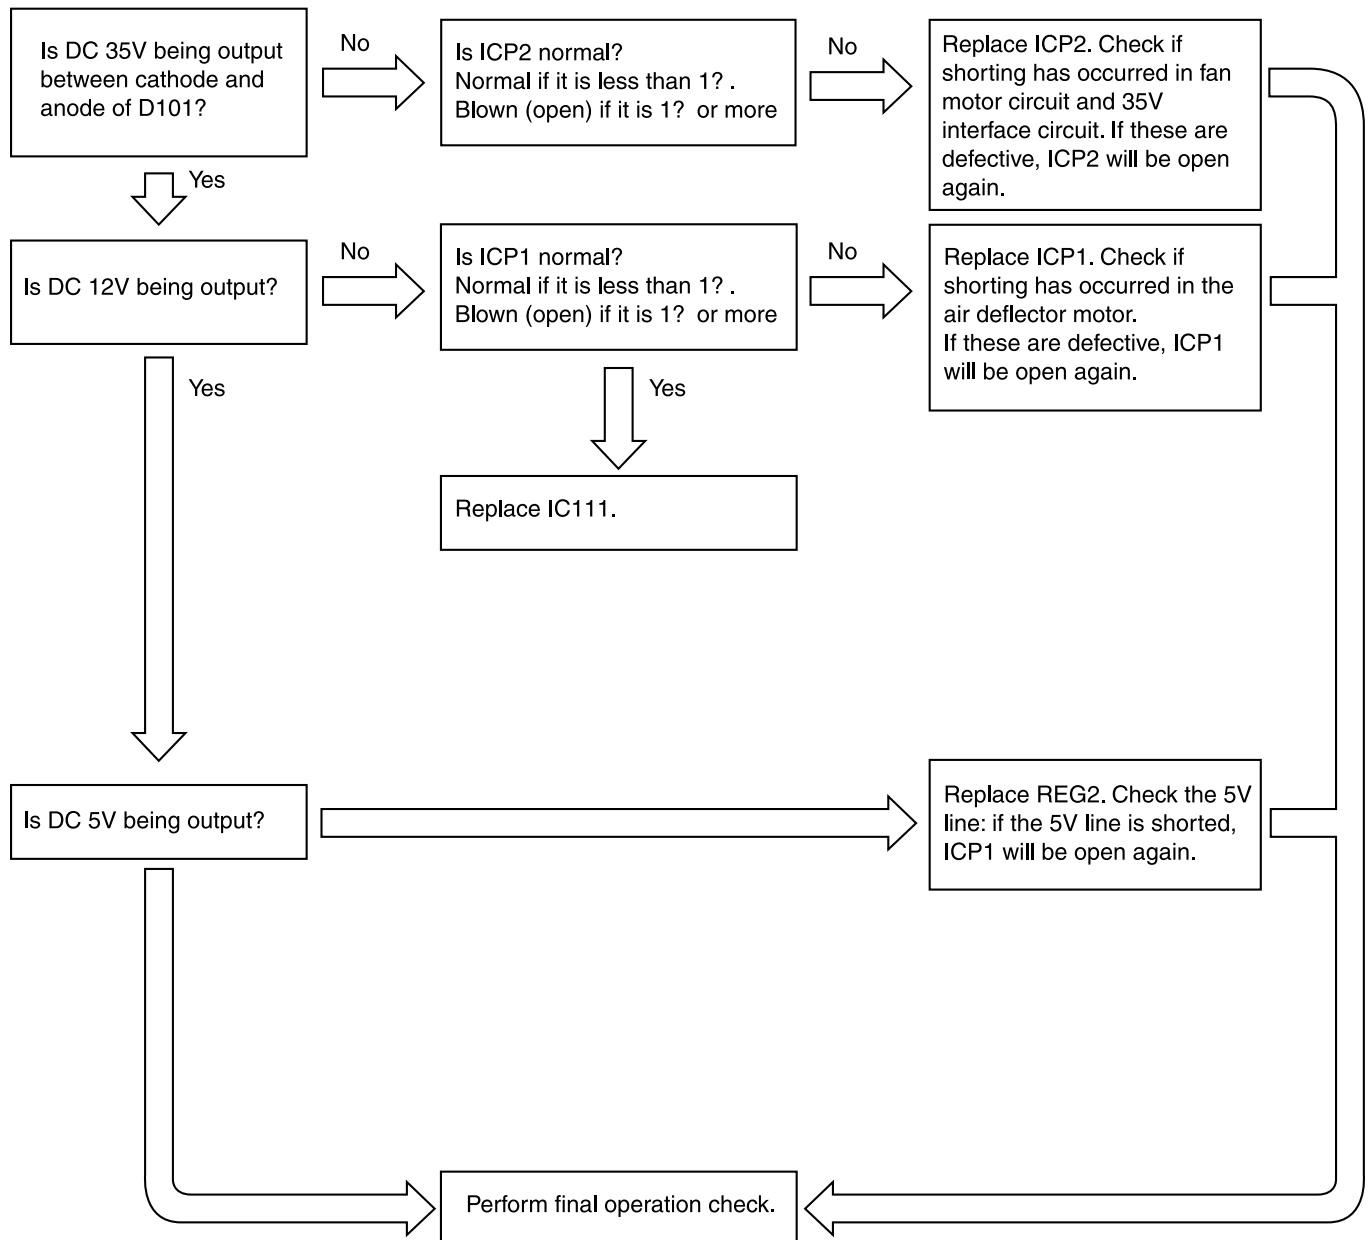 Is DC 35V being output
between cathode and
anode of D101?
No
Is ICP2 normal?
Normal if it is less than 1? .
Blown (open) if it is 1?  or more
No
Replace ICP2. Check if
shorting has occurred in fan
motor circuit and 35V
interface circuit. If these are
defective, ICP2 will be open
again.
Yes
Is DC 12V being output?
No
Is ICP1 normal?
Normal if it is less than 1? .
Blown (open) if it is 1?  or more
No
Replace ICP1. Check if
shorting has occurred in the
air deflector motor.
If these are defective, ICP1
will be open again.
Yes
Yes
Replace IC111.
Is DC 5V being output?
Replace REG2. Check the 5V
line: if the 5V line is shorted,
ICP1 will be open again.
Perform final operation check.